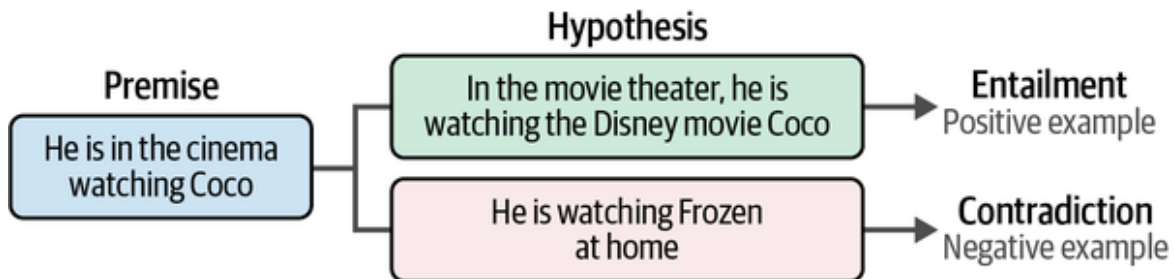 Premise
He is in the cinema
watching Coco
Hypothesis
In the movie theater, he is
watching the Disney movie Coco
Entailment
Positive example
He is watching Frozen
at home
Contradiction
Negative example